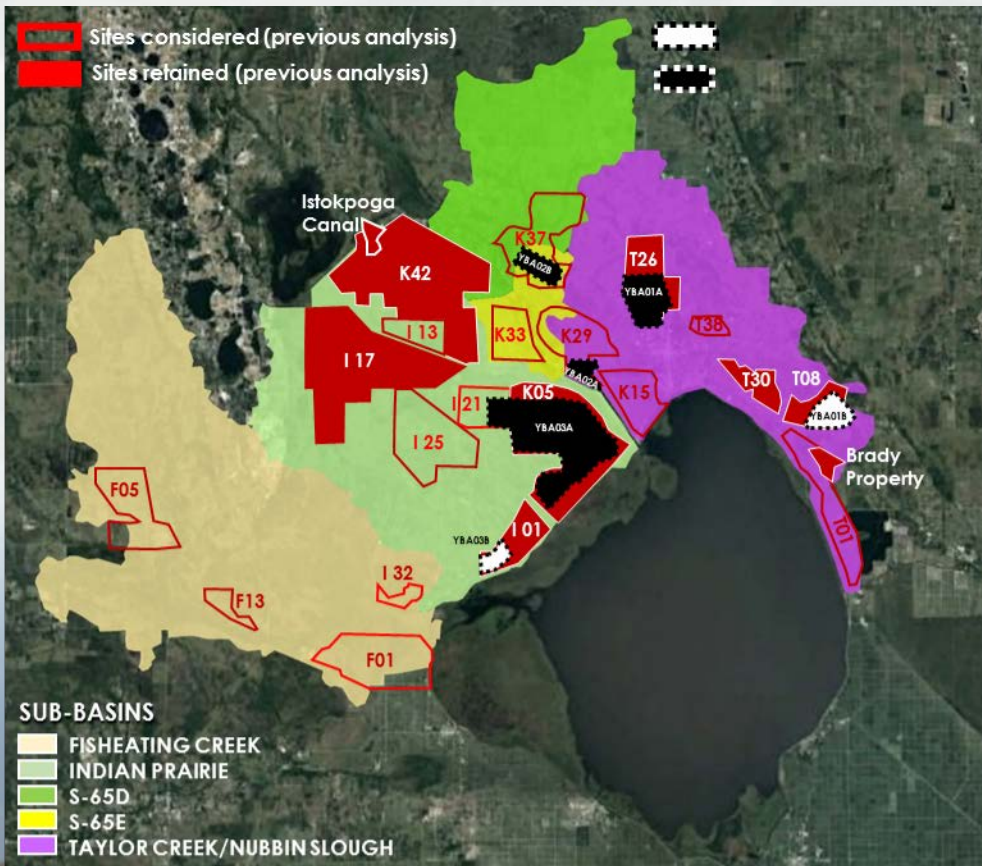 Sites considered (previous analysis)
Sites retained (previous analysis)
Istokpoga
Canal
K37
YBA02B
K42
T26
YBA01A
I 13
K33
K29
T38
I 17
YBA02A
T30
T08
I 21
K05
K15
YBA01B
YBA03A
I 25
Brady
Property
F05
T01
I 01
YBA03B
I 32
F13
F01
SUB-BASINS
FISHEATING CREEK
INDIAN PRAIRIE
S-65D
S-65E
TAYLOR CREEK/NUBBIN SLOUGH